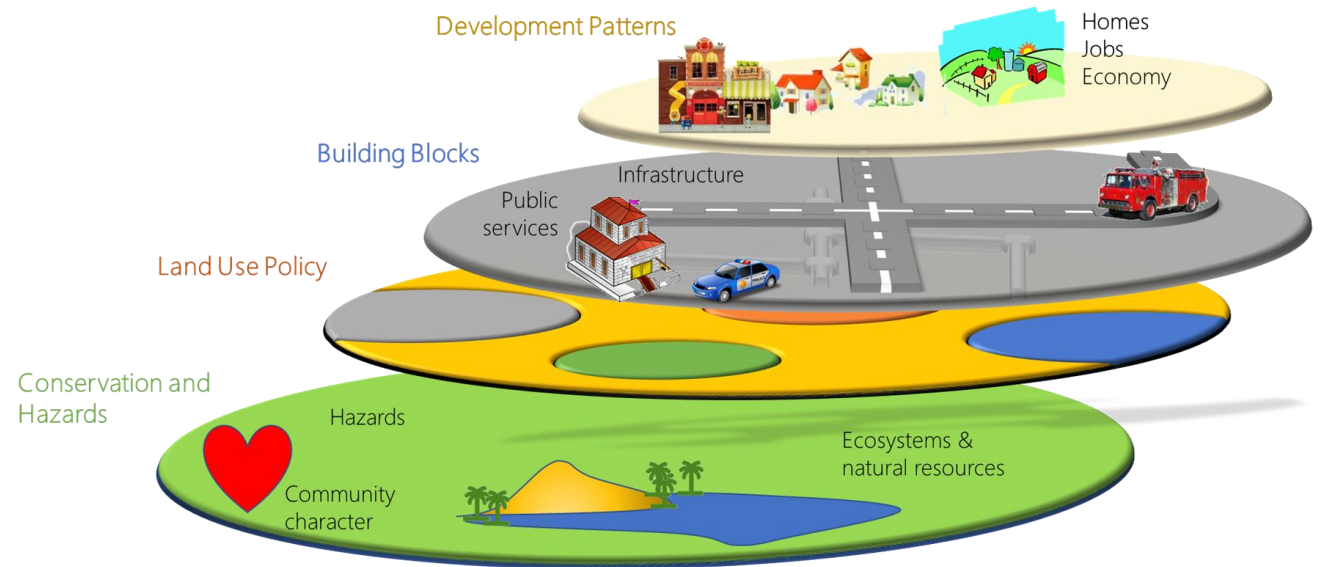 Development Patterns
Homes
Jobs
Economy
Building Blocks
Infrastructure
Public
services
Land Use Policy
Conservation and
Hazards
Hazards
Ecosystems &
natural resources
Community
character